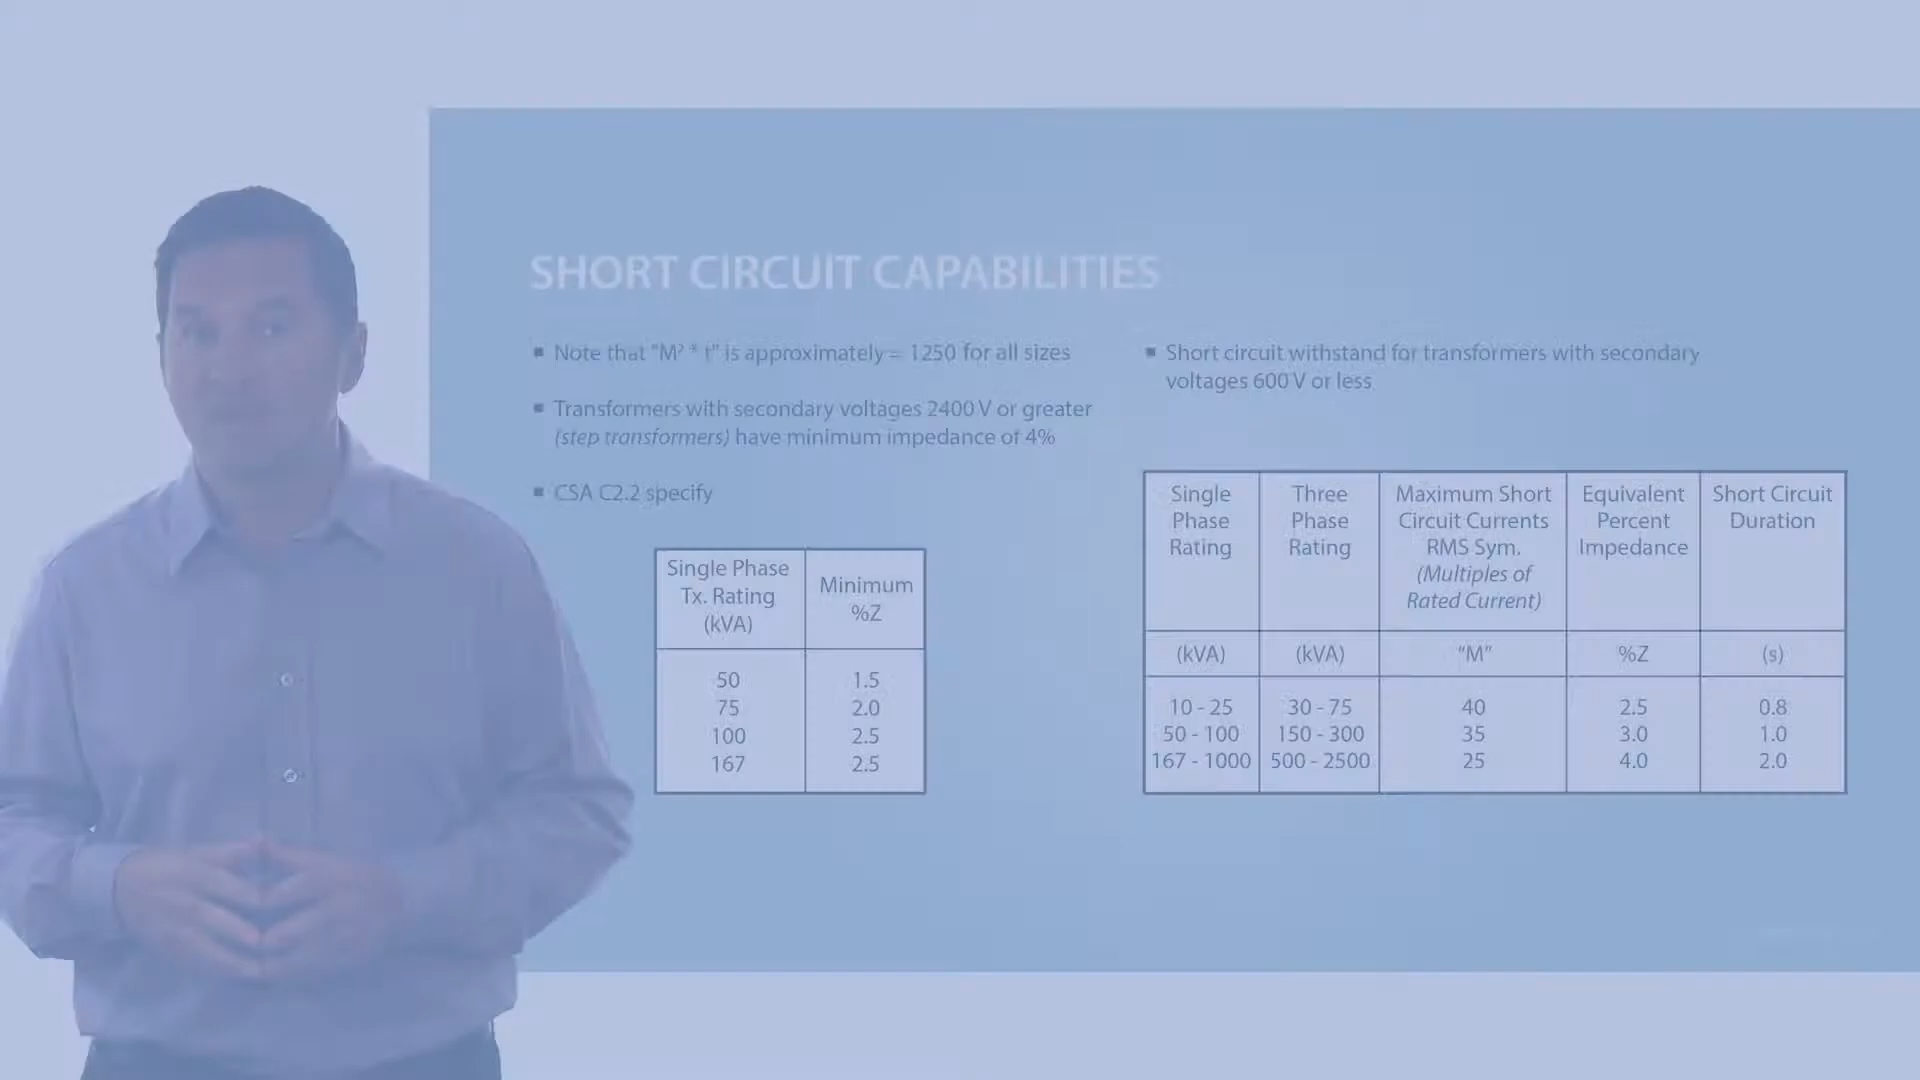 SHORT CIRCUIT CAPABILITIES
▪ Note that "M² * t" is approximately = 1250 for all sizes
▪ Transformers with secondary voltages 2400 V or greater
(step transformers) have minimum impedance of 4%
▪ CSA C2.2 specify
Single Phase Tx. Rating (kVA) Minimum %Z
50 1.5
75 2.0
100 2.5
167 2.5
▪ Short circuit withstand for transformers with secondary
voltages 600 V or less
Single Phase Rating Three Phase Rating Maximum Short Circuit Currents RMS Sym. (Multiples of Rated Current) Equivalent Percent Impedance Short Circuit Duration
(kVA) (kVA) "M" %Z (s)
10 - 25 30 - 75 40 2.5 0.8
50 - 100 150 - 300 35 3.0 1.0
167 - 1000 500 - 2500 25 4.0 2.0